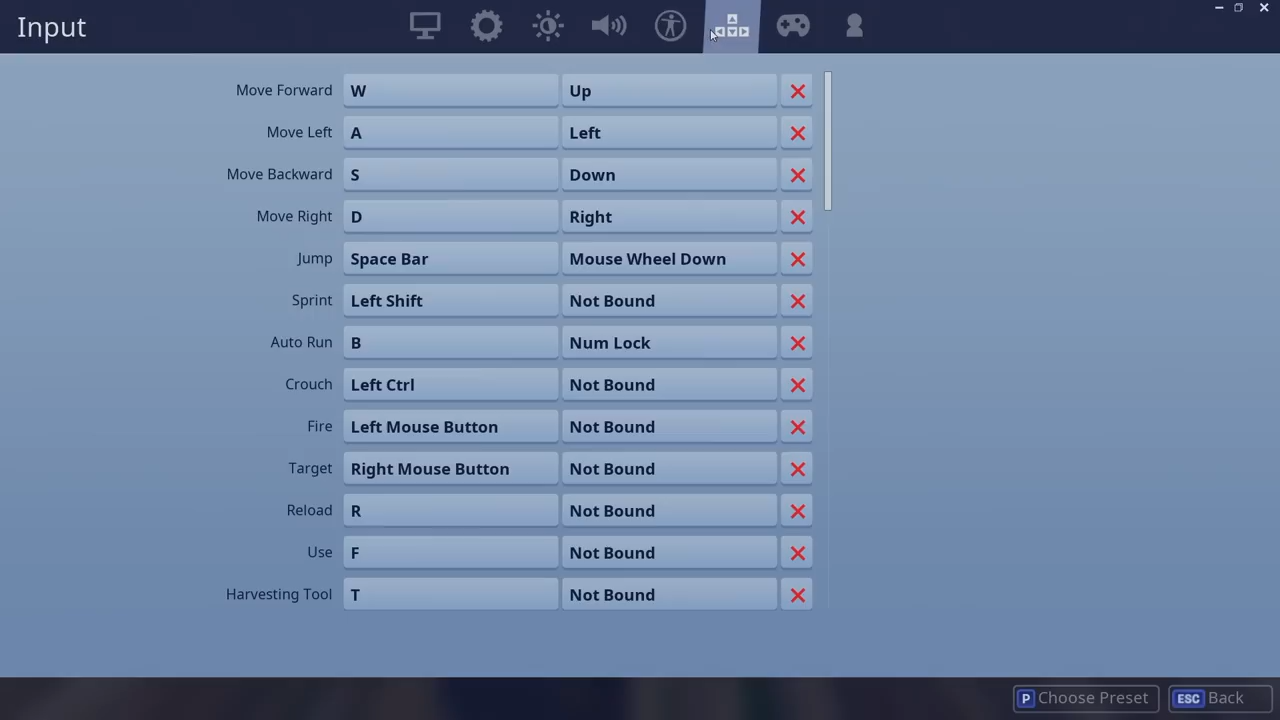 Input
Move Forward W Up
Move Left A Left
Move Backward S Down
Move Right D Right
Jump Space Bar Mouse Wheel Down
Sprint Left Shift Not Bound
Auto Run B Num Lock
Crouch Left Ctrl Not Bound
Fire Left Mouse Button Not Bound
Target Right Mouse Button Not Bound
Reload R Not Bound
Use F Not Bound
Harvesting Tool T Not Bound
P Choose Preset ESC Back